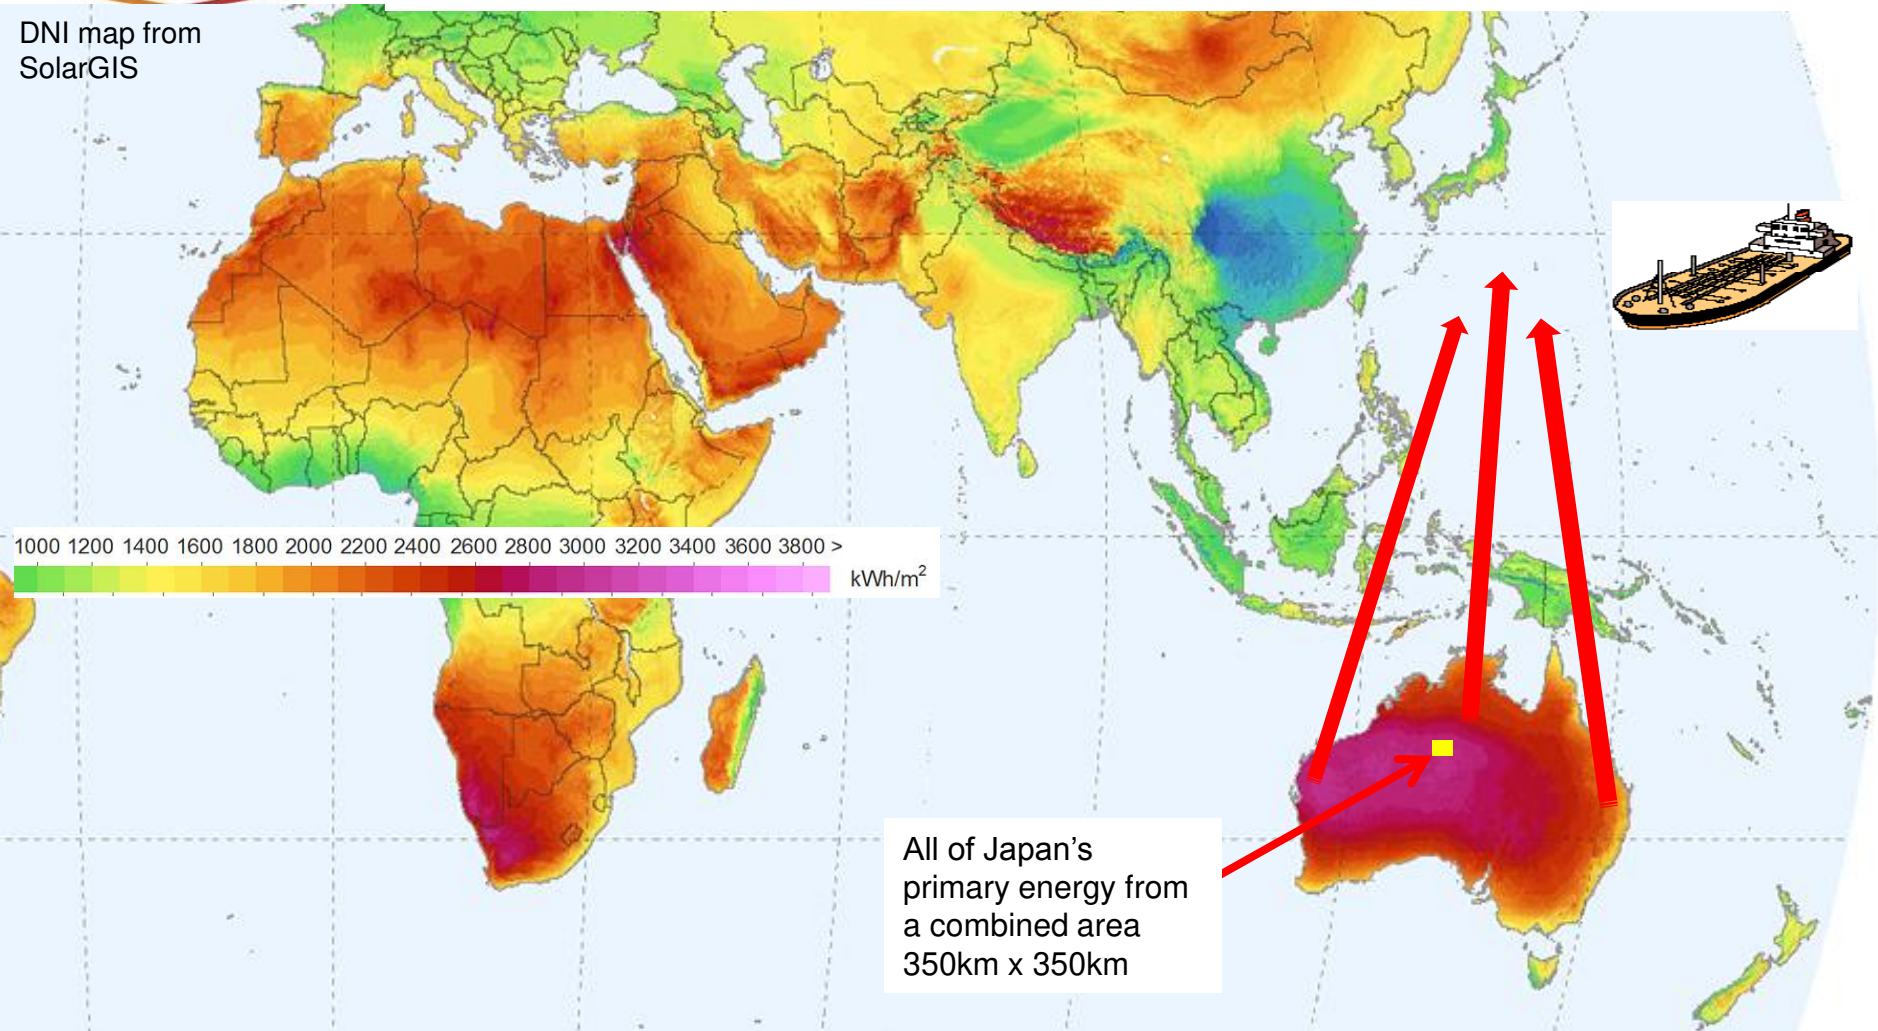 DNI map from
SolarGIS
1000 1200 1400 1600 1800 2000 2200 2400 2600 2800 3000 3200 3400 3600 3800 >
kWh/m²
All of Japan’s
primary energy from
a combined area
350km x 350km